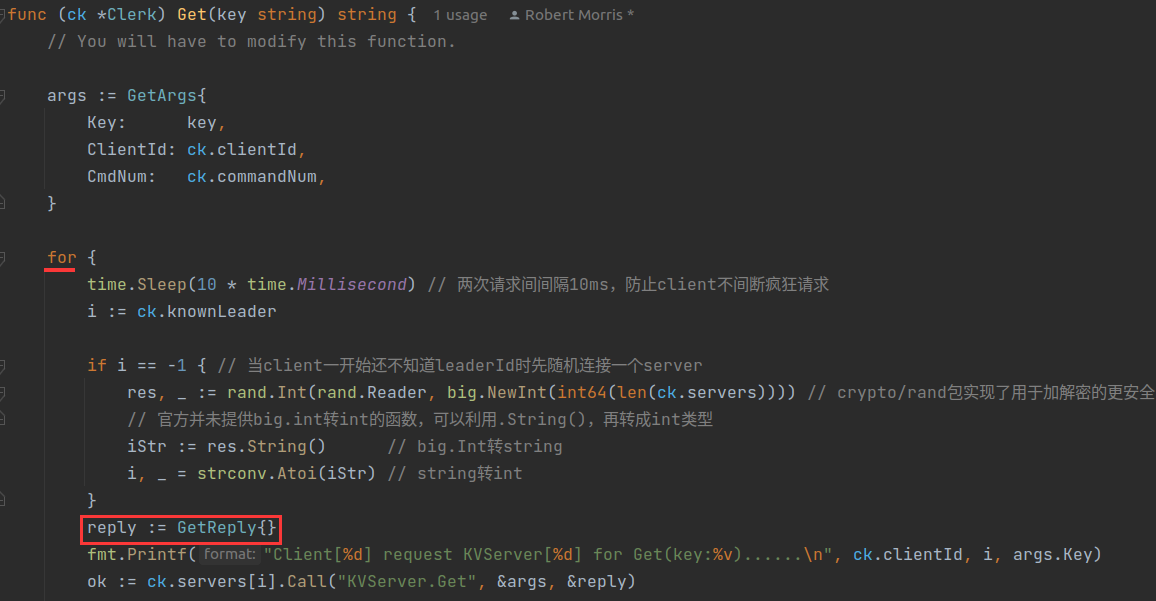 func (ck *Clerk) Get(key string) string { 1 usage Robert Morris *
// You will have to modify this function.
args := GetArgs{
Key: key,
ClientId: ck.clientId,
CmdNum: ck.commandNum,
}
for {
time.Sleep(10 * time.Millisecond) // 两次请求间间隔10ms，防止client不间断疯狂请求
i := ck.knownLeader
if i == -1 { // 当client一开始还不知道leaderId时先随机连接一个server
res, _ := rand.Int(rand.Reader, big.NewInt(int64(len(ck.servers)))) // crypto/rand包实现了用于加解密的更安全
// 官方并未提供big.int转int的函数，可以利用.String()，再转成int类型
iStr := res.String() // big.Int转string
i, _ = strconv.Atoi(iStr) // string转int
}
reply := GetReply{}
fmt.Printf( format: "Client[%d] request KVServer[%d] for Get(key:%v)......\n", ck.clientId, i, args.Key)
ok := ck.servers[i].Call("KVServer.Get", &args, &reply)